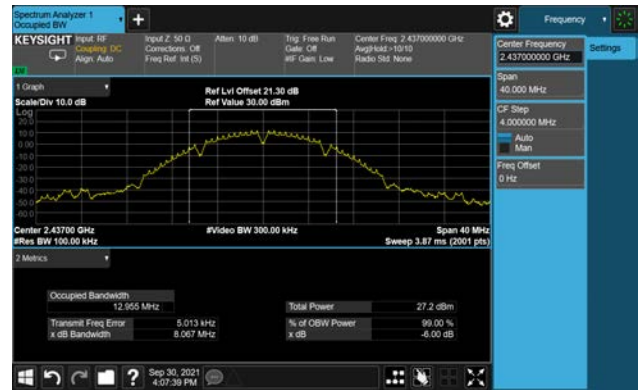 Spectrum Analyzer 1
Occupied BW
Frequency
KEYSIGHT
Input: RF
Coupling: DC
Align: Auto
Input Z: 50 Ω
Corrections: Off
Freq Ref: Int (S)
Atten: 10 dB
Trig: Free Run
Gate: Off
#IF Gain: Low
Center Freq: 2.437000000 GHz
Avg|Hold:>10/10
Radio Std: None
Center Frequency
2.437000000 GHz
Settings
Span
40.000 MHz
CF Step
4.000000 MHz
Auto
Man
Freq Offset
0 Hz
1 Graph
Scale/Div 10.0 dB
Ref Lvl Offset 21.30 dB
Ref Value 30.00 dBm
Log
20.0
10.0
0.00
-10.0
-20.0
-30.0
-40.0
-50.0
-60.0
Center 2.43700 GHz
#Res BW 100.00 kHz
#Video BW 300.00 kHz
Span 40 MHz
Sweep 3.87 ms (2001 pts)
2 Metrics
Occupied Bandwidth
12.955 MHz
Total Power 27.2 dBm
Transmit Freq Error 5.013 kHz
% of OBW Power 99.00 %
x dB Bandwidth 8.067 MHz
x dB -6.00 dB
?
Sep 30, 2021
4:07:39 PM